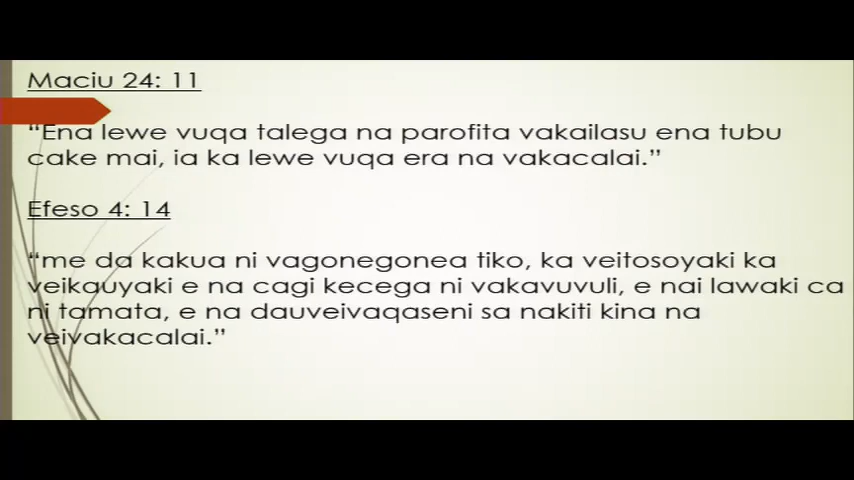 Maciu 24: 11
“Ena lewe vuqa talega na parofita vakailasu ena tubu
cake mai, ia ka lewe vuqa era na vakacalai.”
Efeso 4: 14
“me da kakua ni vagonegonea tiko, ka veitosoyaki ka
veikauyaki e na cagi kecega ni vakavuvuli, e nai lawaki ca
ni tamata, e na dauveivaqaseni sa nakiti kina na
veivakacalai.”